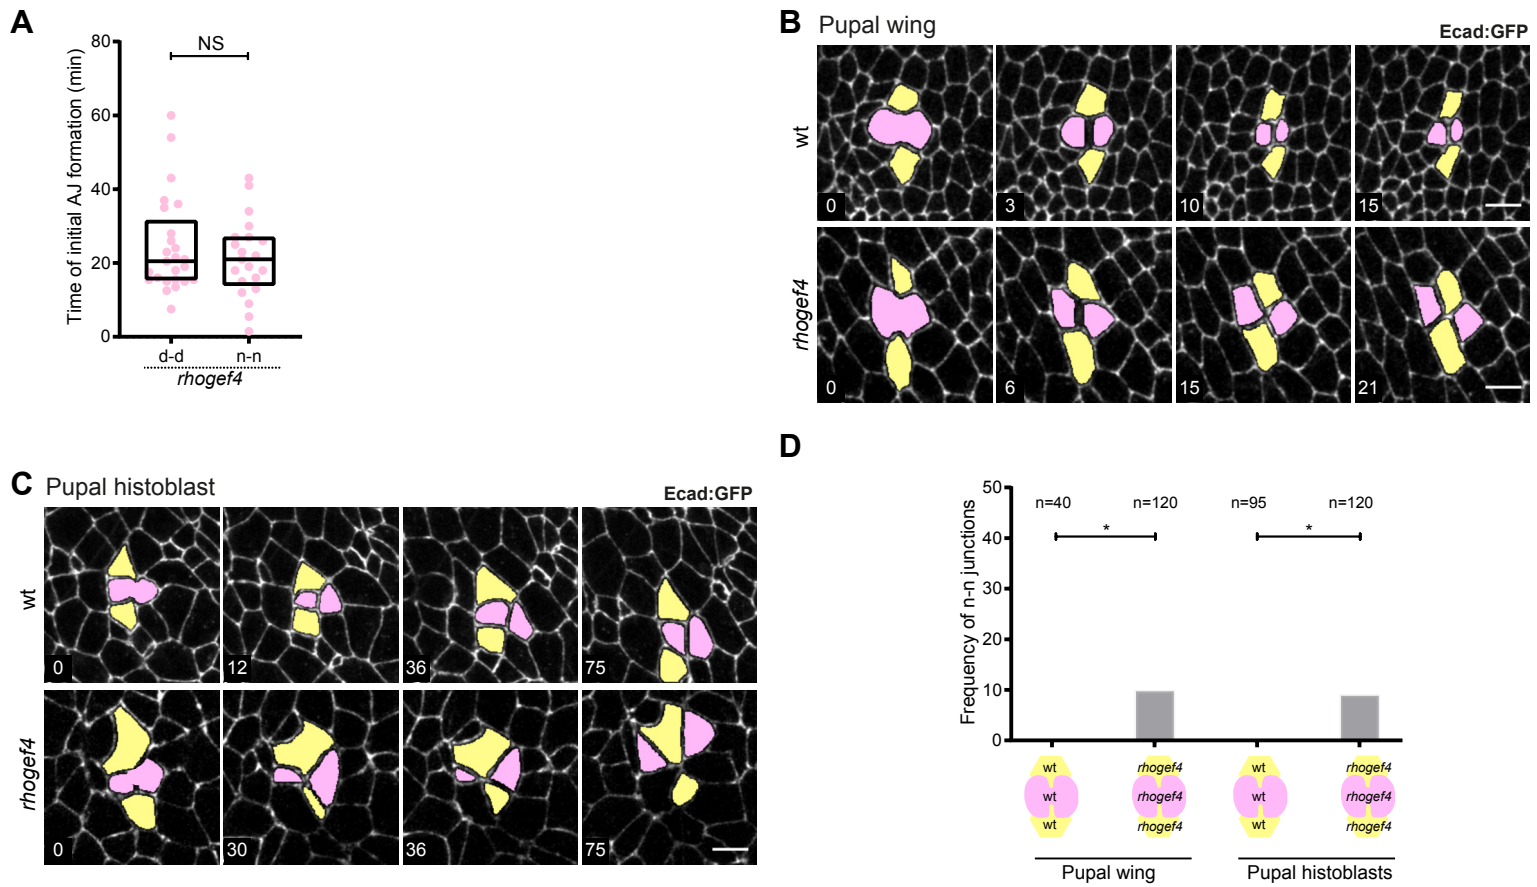 A
Time of initial AJ formation (min)
80
60
40
20
0
NS
d-d
n-n
rhogef4
B
Pupal wing
Ecad:GFP
wt
0
3
10
15
rhogef4
0
6
15
21
C
Pupal histoblast
Ecad:GFP
wt
0
12
36
75
rhogef4
0
30
36
75
D
Frequency of n-n junctions
50
40
30
20
10
0
n=40
n=120
n=95
n=120
*
*
wt
rhogef4
wt
rhogef4
wt
rhogef4
wt
rhogef4
wt
rhogef4
wt
rhogef4
Pupal wing
Pupal histoblasts